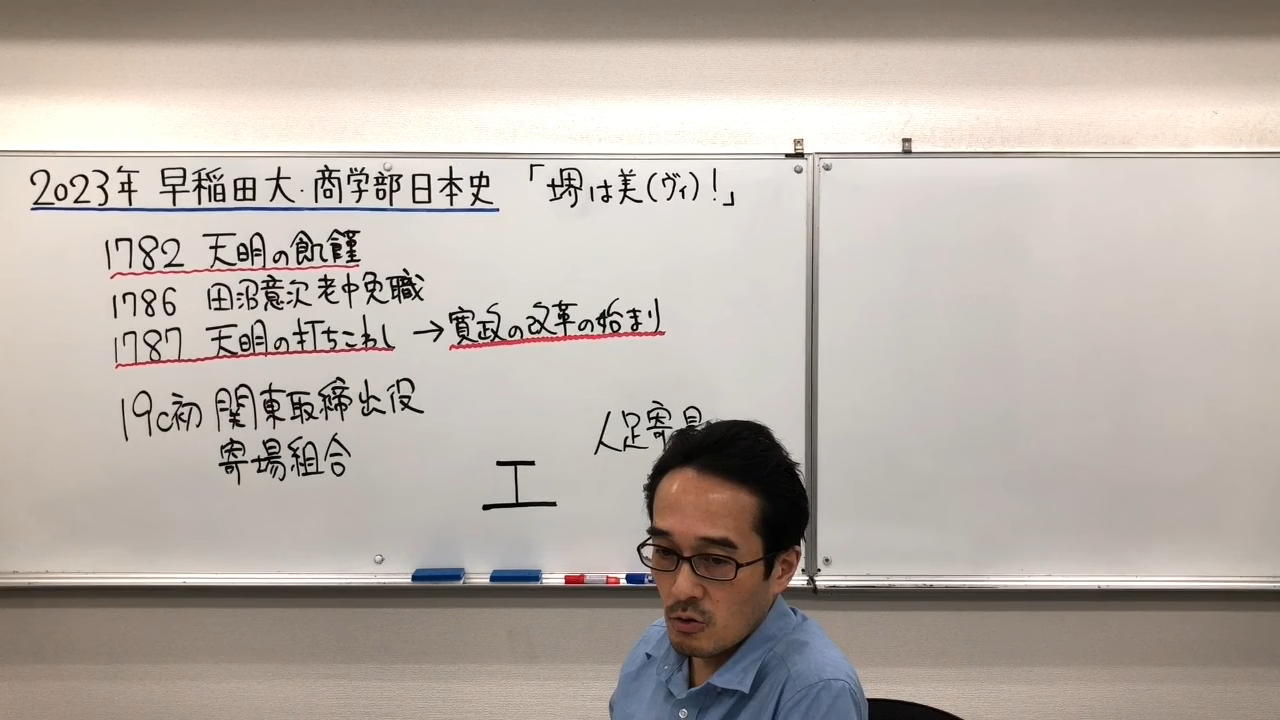 2023年 早稲田大・商学部日本史 「堺は美(ヴィ)!」
1782 天明の飢饉
1786 田沼意次老中免職
1787 天明の打ちこわし → 寛政の改革の始まり
19c初 関東取締出役
寄場組合
人足寄
エ